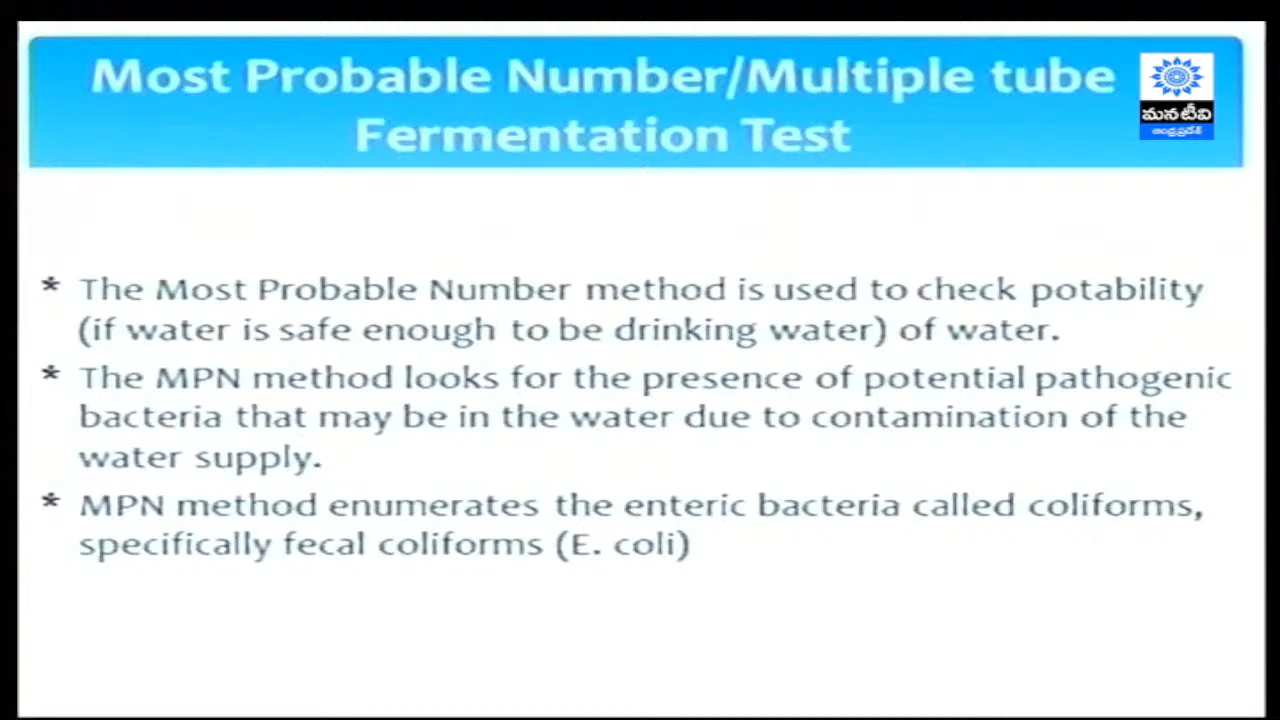 Most Probable Number/Multiple tube
Fermentation Test
మనటీవి
ఆంధ్రప్రదేశ్
* The Most Probable Number method is used to check potability
(if water is safe enough to be drinking water) of water.
* The MPN method looks for the presence of potential pathogenic
bacteria that may be in the water due to contamination of the
water supply.
* MPN method enumerates the enteric bacteria called coliforms,
specifically fecal coliforms (E. coli)